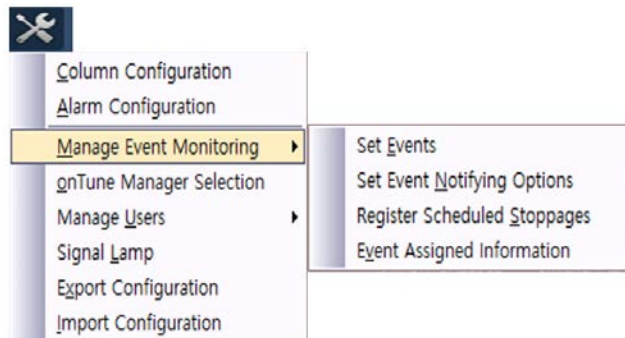 Column Configuration
Alarm Configuration
Manage Event Monitoring
onTune Manager Selection
Manage Users
Signal Lamp
Export Configuration
Import Configuration
Set Events
Set Event Notifying Options
Register Scheduled Stoppages
Event Assigned Information